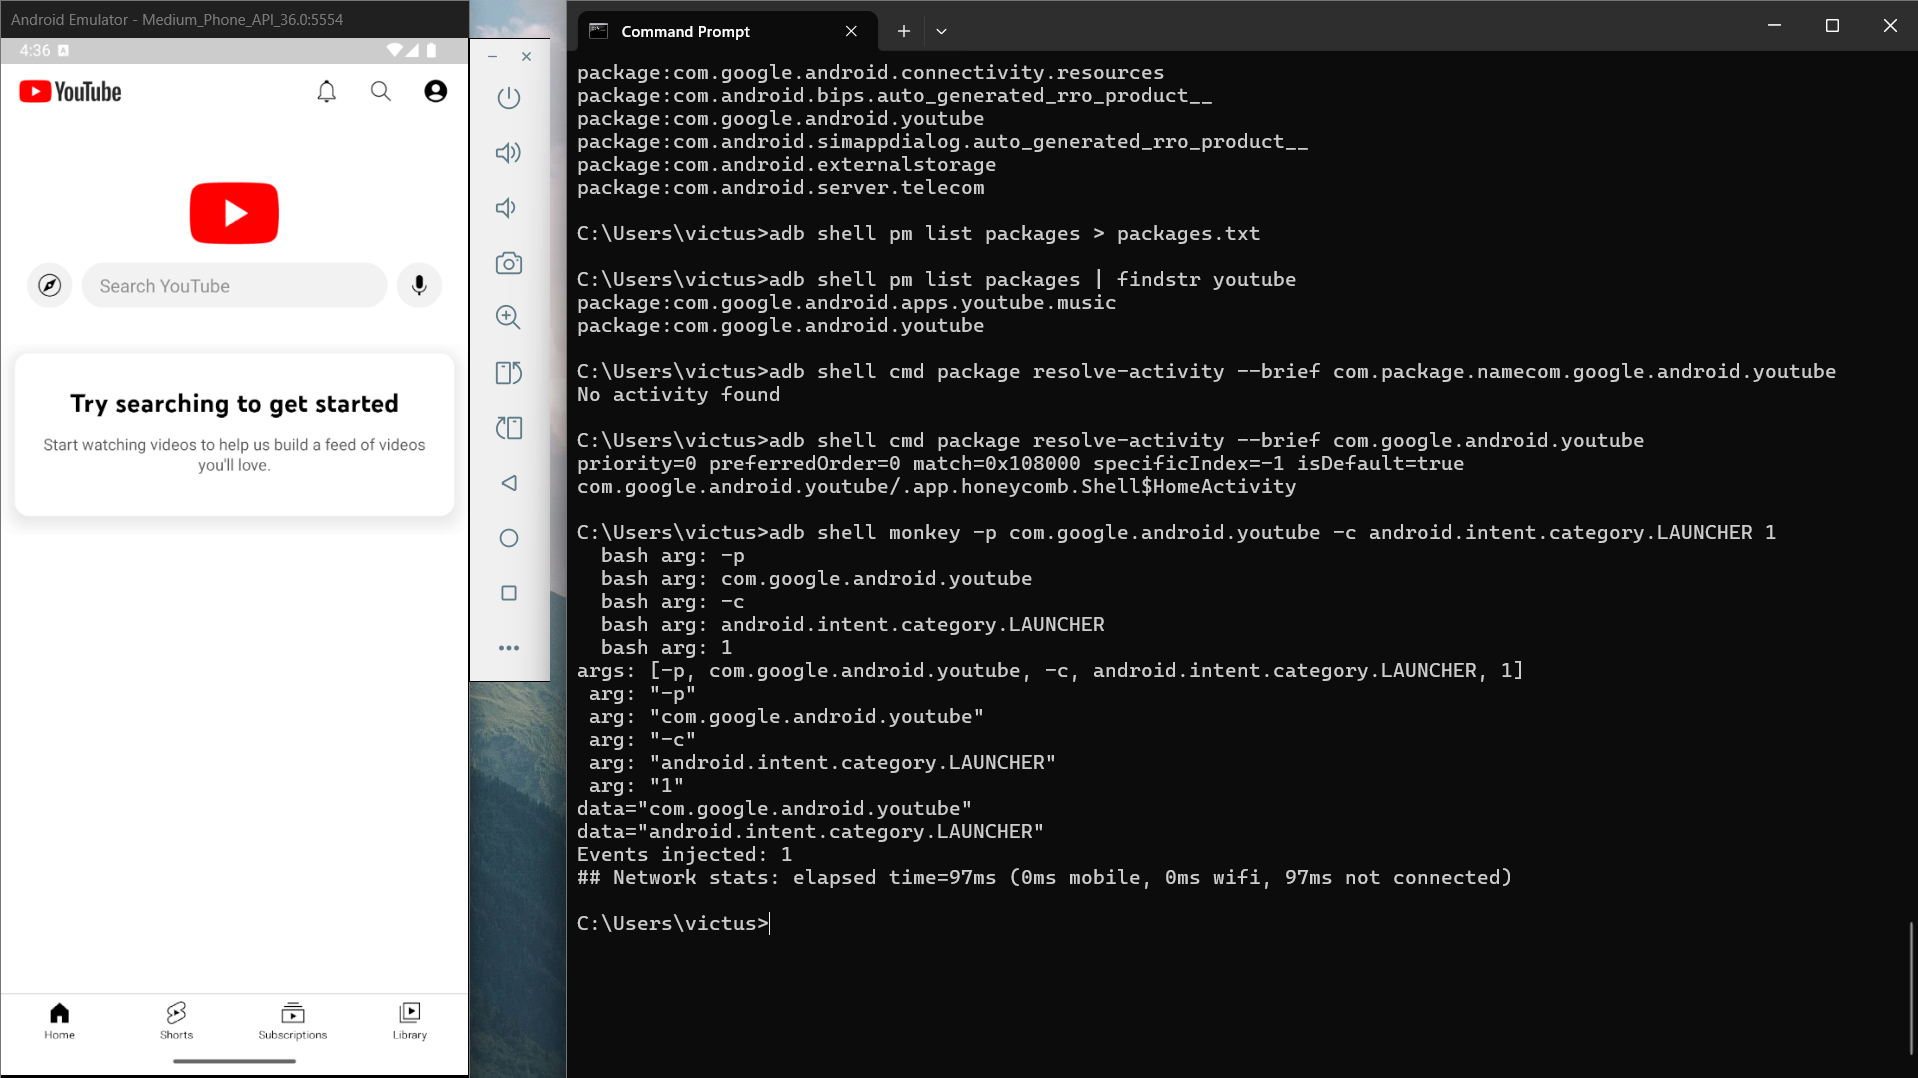 Android Emulator - Medium_Phone_API_36.0:5554
4:36 A
YouTube
Search YouTube
Try searching to get started
Start watching videos to help us build a feed of videos
you'll love.
Home
Shorts
Subscriptions
Library
Command Prompt
package:com.google.android.connectivity.resources
package:com.android.bips.auto_generated_rro_product__
package:com.google.android.youtube
package:com.android.simappdialog.auto_generated_rro_product__
package:com.android.externalstorage
package:com.android.server.telecom
C:\Users\victus>adb shell pm list packages > packages.txt
C:\Users\victus>adb shell pm list packages | findstr youtube
package:com.google.android.apps.youtube.music
package:com.google.android.youtube
C:\Users\victus>adb shell cmd package resolve-activity --brief com.package.namecom.google.android.youtube
No activity found
C:\Users\victus>adb shell cmd package resolve-activity --brief com.google.android.youtube
priority=0 preferredOrder=0 match=0x108000 specificIndex=-1 isDefault=true
com.google.android.youtube/.app.honeycomb.Shell$HomeActivity
C:\Users\victus>adb shell monkey -p com.google.android.youtube -c android.intent.category.LAUNCHER 1
bash arg: -p
bash arg: com.google.android.youtube
bash arg: -c
bash arg: android.intent.category.LAUNCHER
bash arg: 1
args: [-p, com.google.android.youtube, -c, android.intent.category.LAUNCHER, 1]
arg: "-p"
arg: "com.google.android.youtube"
arg: "-c"
arg: "android.intent.category.LAUNCHER"
arg: "1"
data="com.google.android.youtube"
data="android.intent.category.LAUNCHER"
Events injected: 1
## Network stats: elapsed time=97ms (0ms mobile, 0ms wifi, 97ms not connected)
C:\Users\victus>